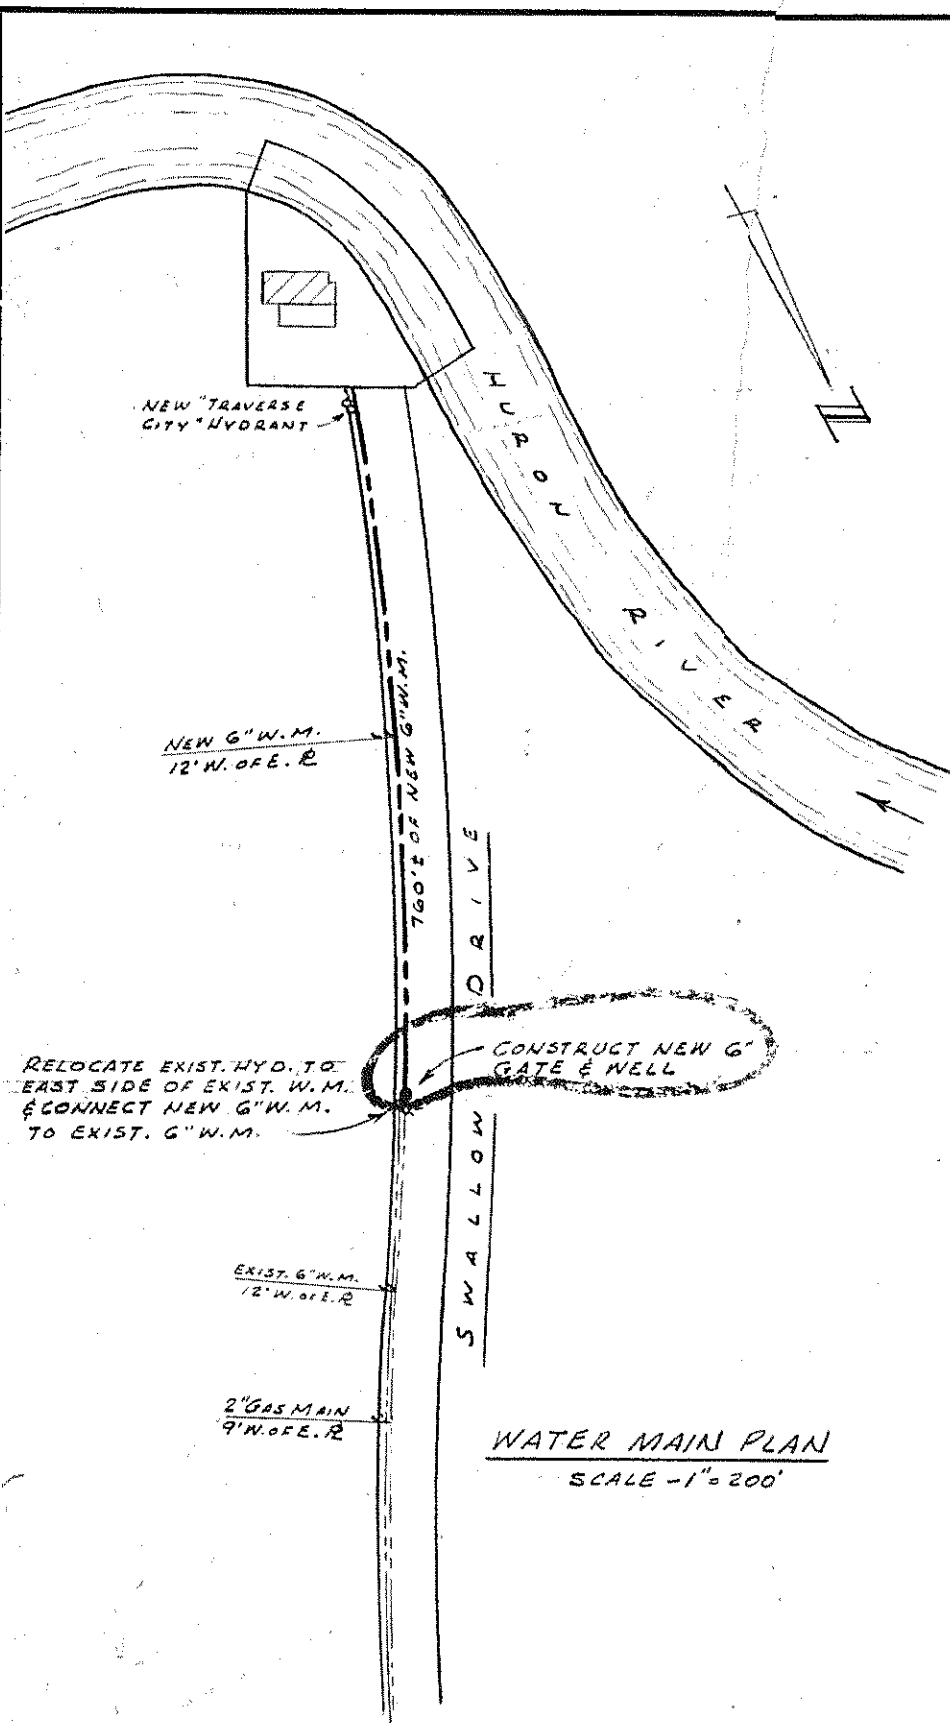 N
HURON
RIVER
NEW "TRAVERSE
CITY" HYDRANT
NEW 6" W.M.
12' W. OF E. ⅊
760'± OF NEW 6" W.M.
SWALLOW DRIVE
RELOCATE EXIST. HYD. TO
EAST SIDE OF EXIST. W.M.
& CONNECT NEW 6" W.M.
TO EXIST. 6" W.M.
CONSTRUCT NEW 6"
GATE & WELL
EXIST. 6" W.M.
12' W. OF E. ⅊
2" GAS MAIN
9' W. OF E. ⅊
WATER MAIN PLAN
SCALE - 1" = 200'